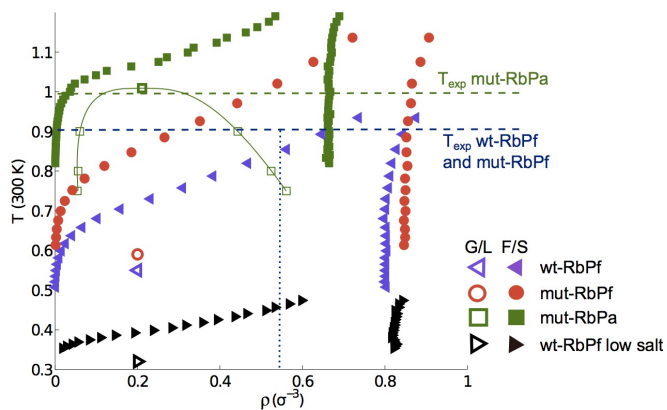 1.1
1
0.9
0.8
0.7
0.6
0.5
0.4
0.3
T (300 K)
0
0.2
0.4
0.6
0.8
1
ρ(σ⁻³)
T_exp mut-RbPa
T_exp wt-RbPf
and mut-RbPf
G/L F/S
wt-RbPf
mut-RbPf
mut-RbPa
wt-RbPf low salt